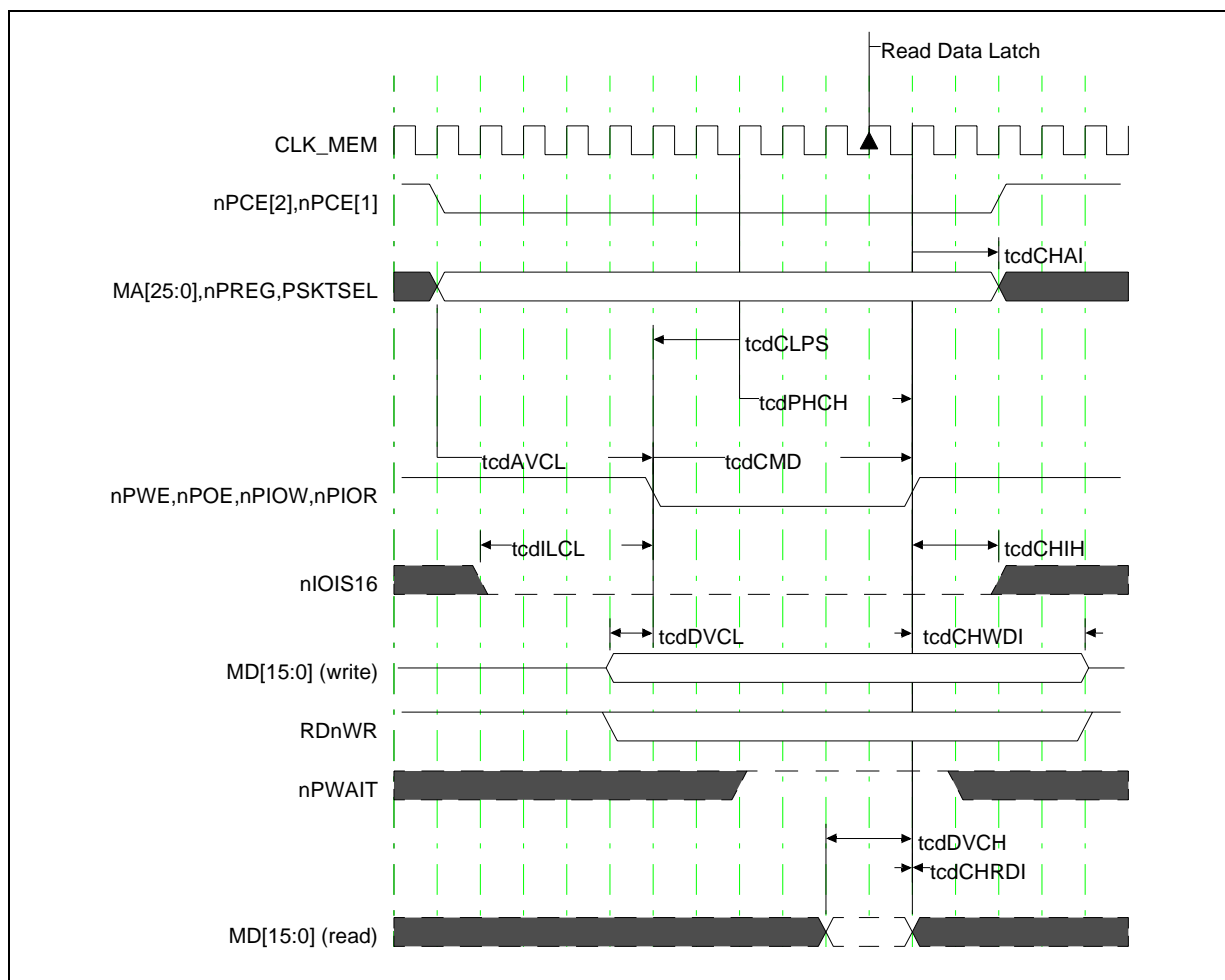 Read Data Latch
CLK_MEM
nPCE[2],nPCE[1]
tcdCHAI
MA[25:0],nPREG,PSKTSEL
tcdCLPS
tcdPHCH
tcdAVCL
tcdCMD
nPWE,nPOE,nPIOW,nPIOR
tcdILCL
tcdCHIH
nIOIS16
tcdDVCL
tcdCHWDI
MD[15:0] (write)
RDnWR
nPWAIT
tcdDVCH
tcdCHRDI
MD[15:0] (read)